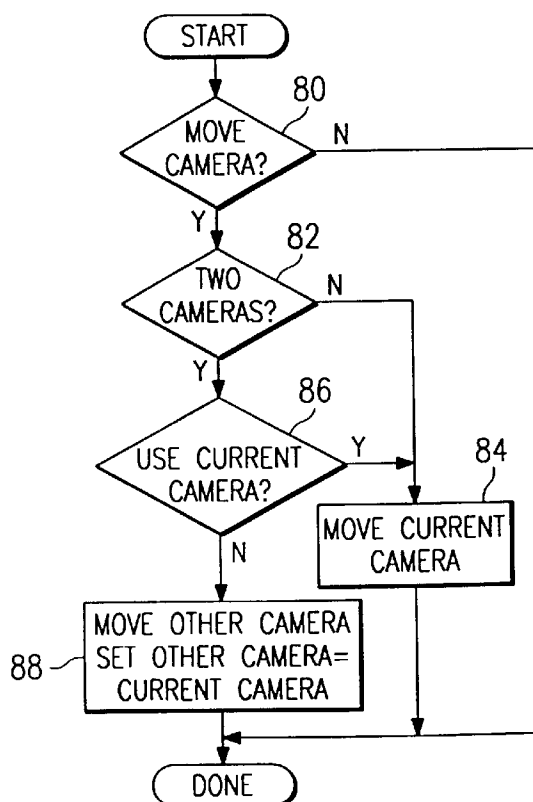 START
80
MOVE
CAMERA?
N
Y
82
TWO
CAMERAS?
N
Y
86
USE CURRENT
CAMERA?
Y
N
84
MOVE CURRENT
CAMERA
88
MOVE OTHER CAMERA
SET OTHER CAMERA=
CURRENT CAMERA
DONE